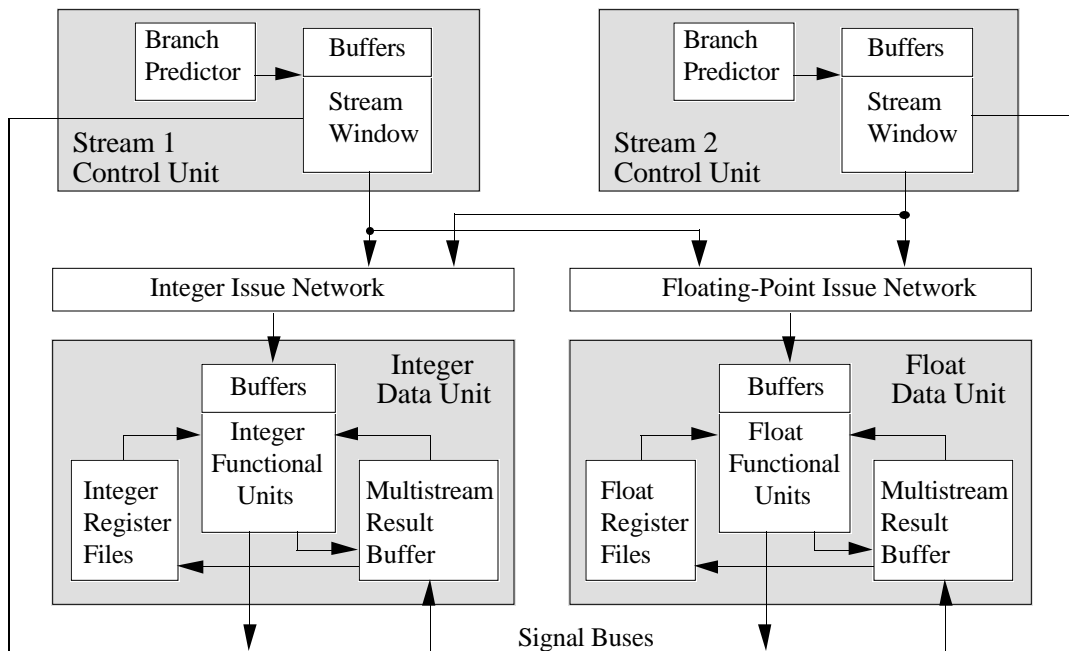 Branch
Predictor
Buffers
Stream
Window
Stream 1
Control Unit
Branch
Predictor
Buffers
Stream
Window
Stream 2
Control Unit
Integer Issue Network
Floating-Point Issue Network
Integer
Data Unit
Buffers
Integer
Functional
Units
Integer
Register
Files
Multistream
Result
Buffer
Float
Data Unit
Buffers
Float
Functional
Units
Float
Register
Files
Multistream
Result
Buffer
Signal Buses